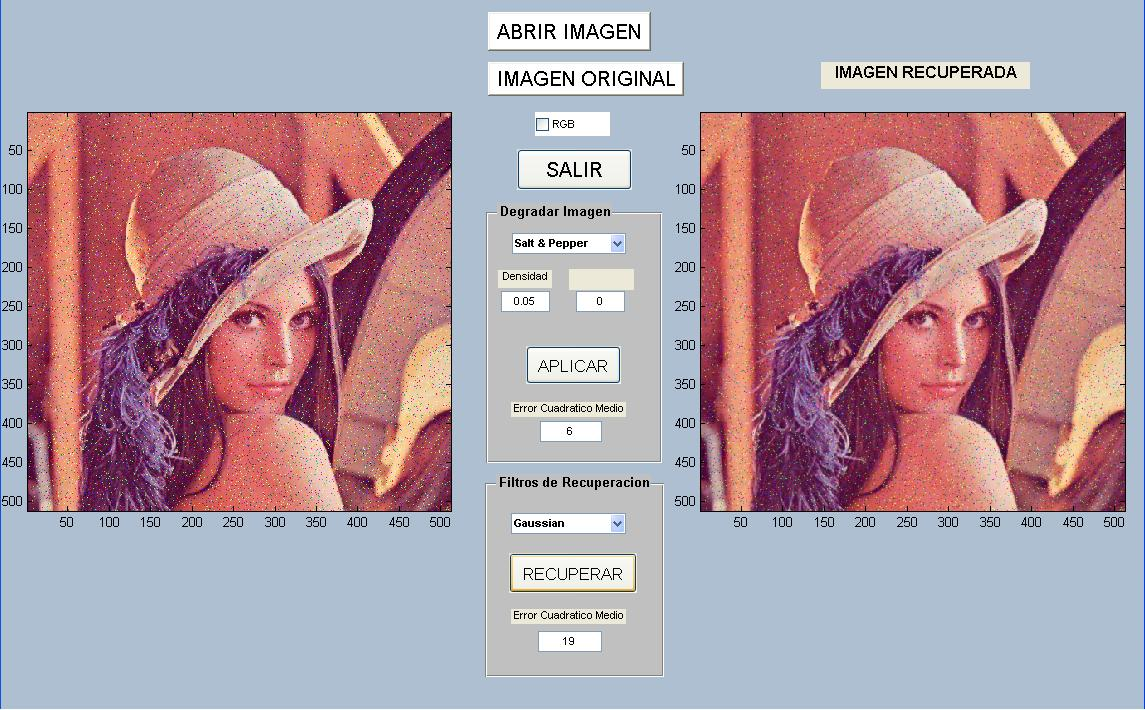 ABRIR IMAGEN
IMAGEN ORIGINAL
IMAGEN RECUPERADA
RGB
SALIR
Degradar Imagen
Salt & Pepper
Densidad
0.05 0
APLICAR
Error Cuadratico Medio
6
Filtros de Recuperacion
Gaussian
RECUPERAR
Error Cuadratico Medio
19
50
100
150
200
250
300
350
400
450
500
50 100 150 200 250 300 350 400 450 500
50
100
150
200
250
300
350
400
450
500
50 100 150 200 250 300 350 400 450 500